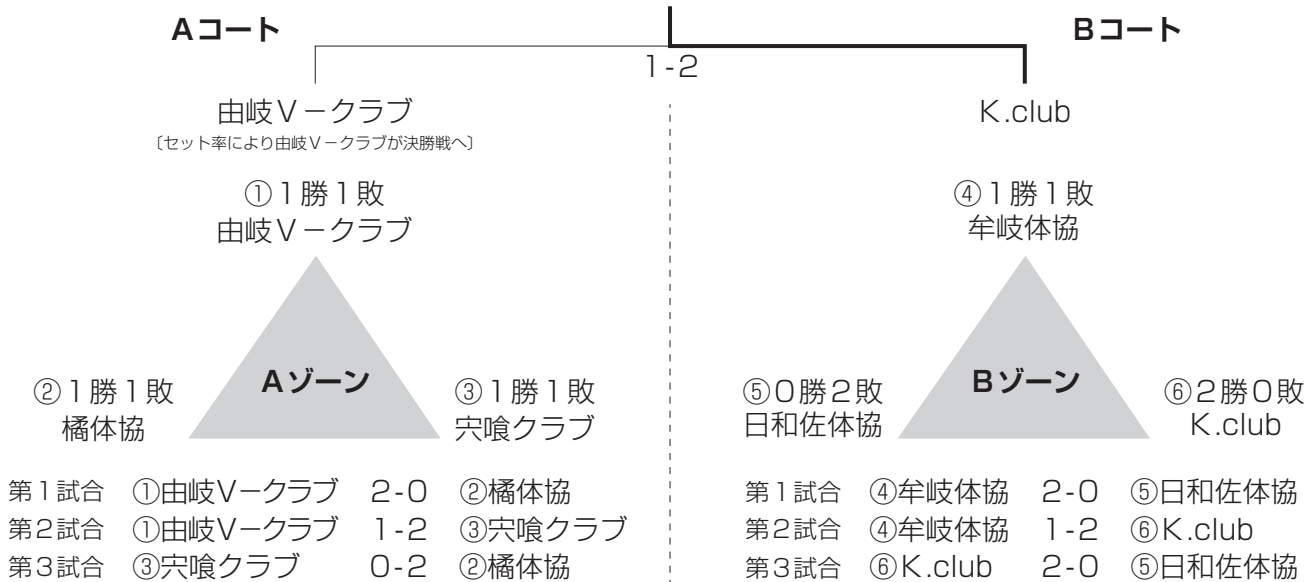 Aコート
Bコート
1-2
由岐V－クラブ
K.club
〔セット率により由岐V－クラブが決勝戦へ〕
①1勝1敗
由岐V－クラブ
④1勝1敗
牟岐体協
Aゾーン
②1勝1敗
橘体協
③1勝1敗
宍喰クラブ
Bゾーン
⑤0勝2敗
日和佐体協
⑥2勝0敗
K.club
第1試合 ①由岐V－クラブ 2-0 ②橘体協
第2試合 ①由岐V－クラブ 1-2 ③宍喰クラブ
第3試合 ③宍喰クラブ 0-2 ②橘体協
第1試合 ④牟岐体協 2-0 ⑤日和佐体協
第2試合 ④牟岐体協 1-2 ⑥K.club
第3試合 ⑥K.club 2-0 ⑤日和佐体協